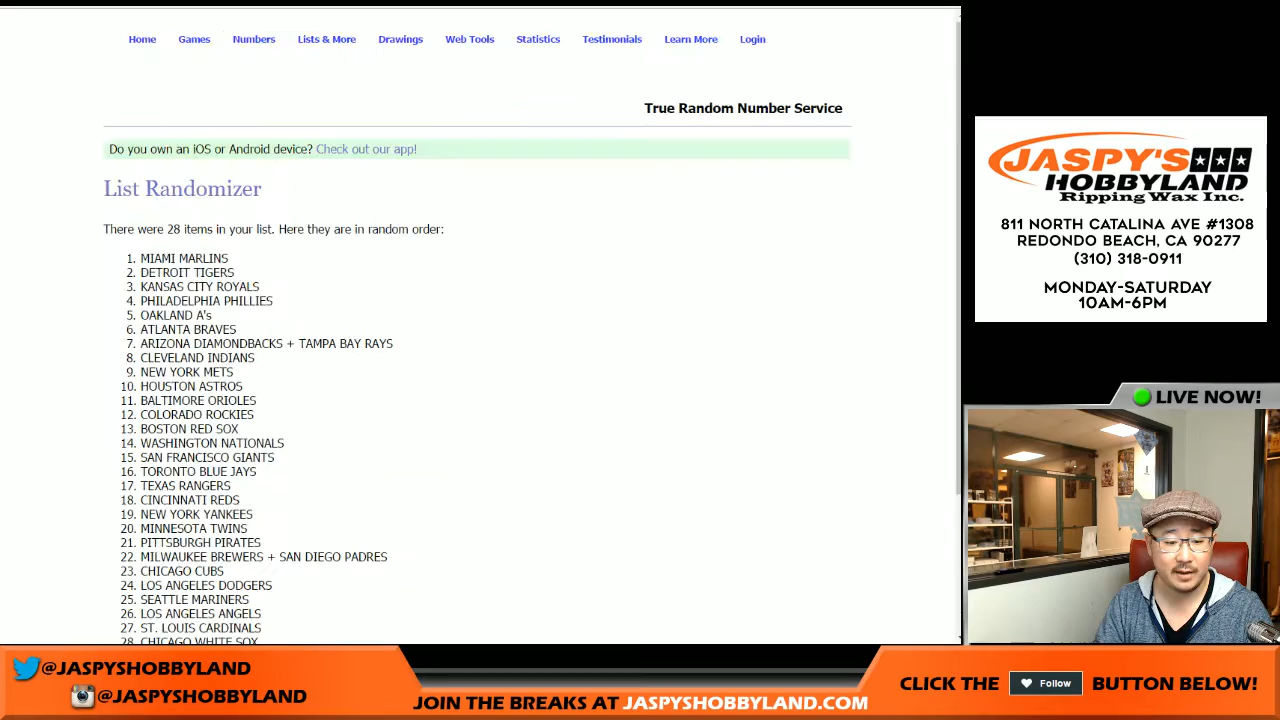 Home Games Numbers Lists & More Drawings Web Tools Statistics Testimonials Learn More Login
True Random Number Service
Do you own an iOS or Android device? Check out our app!
List Randomizer
There were 28 items in your list. Here they are in random order:
1. MIAMI MARLINS
2. DETROIT TIGERS
3. KANSAS CITY ROYALS
4. PHILADELPHIA PHILLIES
5. OAKLAND A's
6. ATLANTA BRAVES
7. ARIZONA DIAMONDBACKS + TAMPA BAY RAYS
8. CLEVELAND INDIANS
9. NEW YORK METS
10. HOUSTON ASTROS
11. BALTIMORE ORIOLES
12. COLORADO ROCKIES
13. BOSTON RED SOX
14. WASHINGTON NATIONALS
15. SAN FRANCISCO GIANTS
16. TORONTO BLUE JAYS
17. TEXAS RANGERS
18. CINCINNATI REDS
19. NEW YORK YANKEES
20. MINNESOTA TWINS
21. PITTSBURGH PIRATES
22. MILWAUKEE BREWERS + SAN DIEGO PADRES
23. CHICAGO CUBS
24. LOS ANGELES DODGERS
25. SEATTLE MARINERS
26. LOS ANGELES ANGELS
27. ST. LOUIS CARDINALS
28. CHICAGO WHITE SOX
JASPY'S
HOBBYLAND
Ripping Wax Inc.
811 NORTH CATALINA AVE #1308
REDONDO BEACH, CA 90277
(310) 318-0911
MONDAY-SATURDAY
10AM-6PM
LIVE NOW!
@JASPYSHOBBYLAND
@JASPYSHOBBYLAND
JOIN THE BREAKS AT JASPYSHOBBYLAND.COM
CLICK THE Follow BUTTON BELOW!